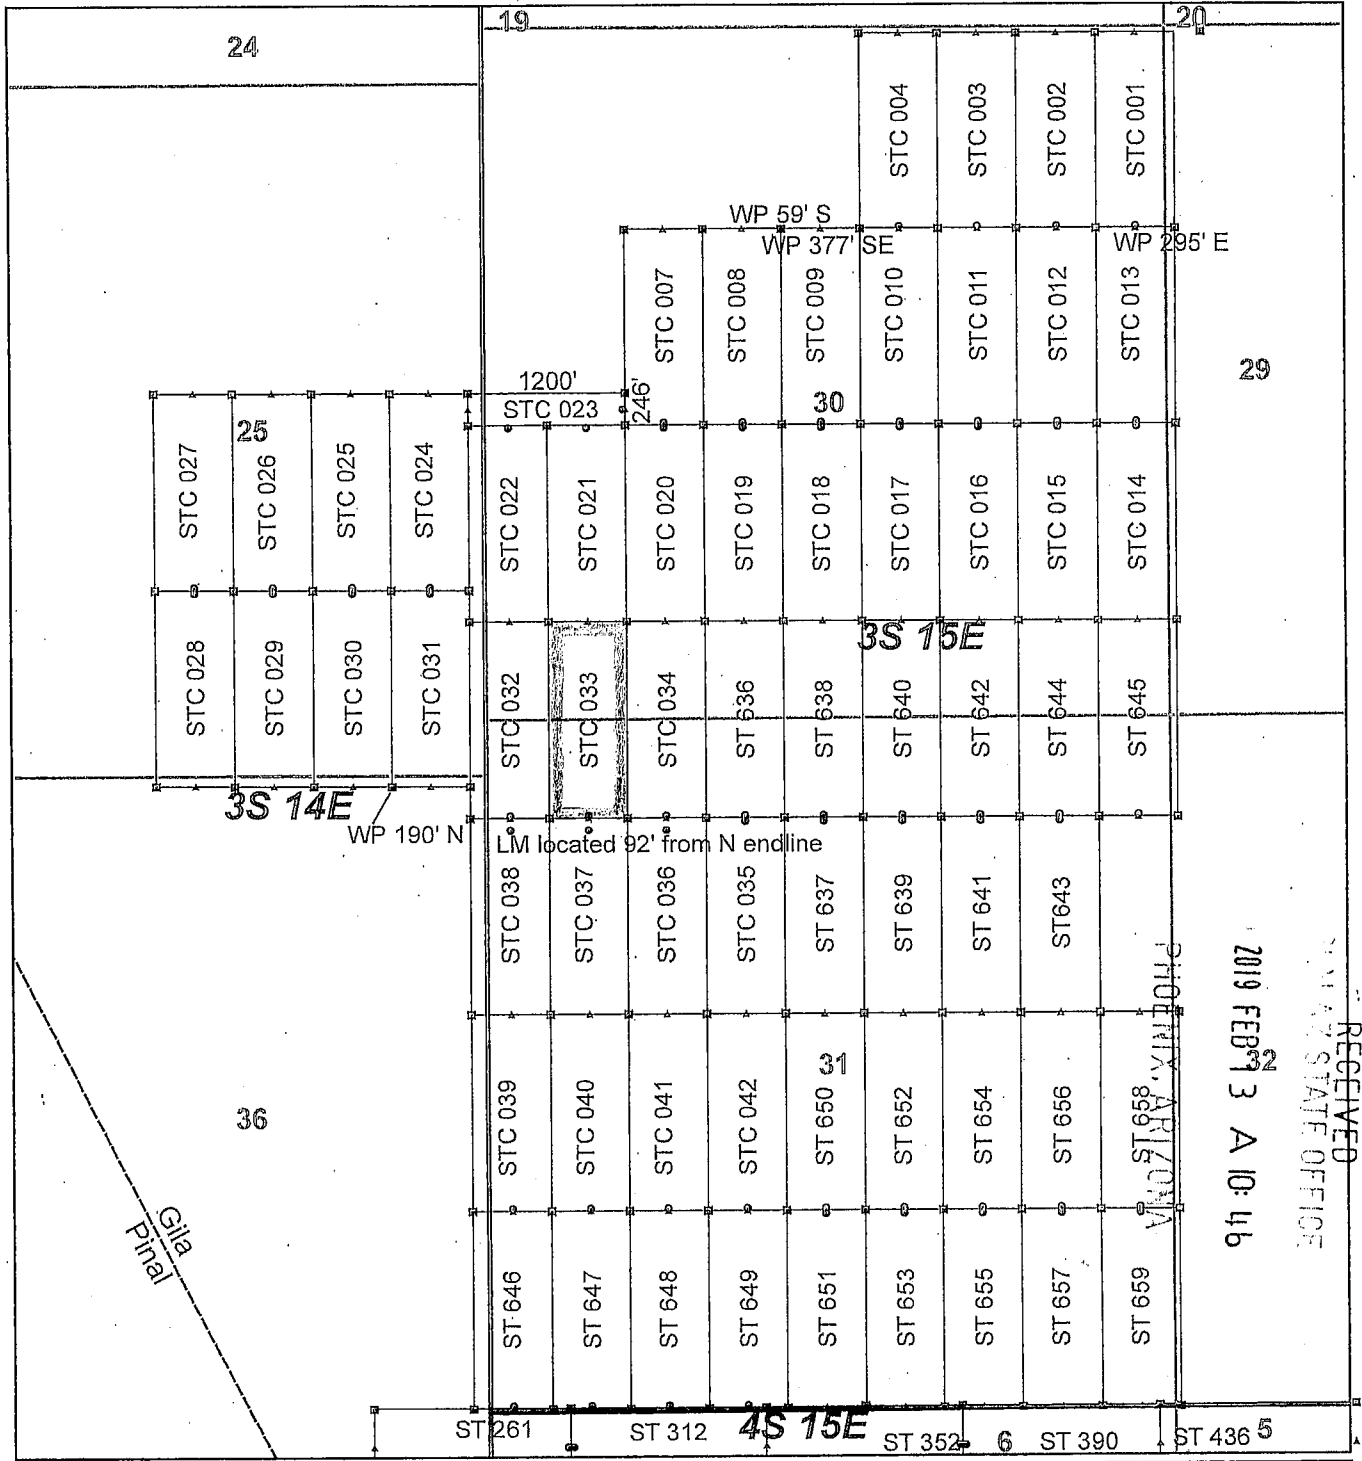 19
20
24
STC 004
STC 003
STC 002
STC 001
WP 59' S
WP 377' SE
WP 295' E
STC 007
STC 008
STC 009
STC 010
STC 011
STC 012
STC 013
29
1200'
246'
STC 023
30
25
STC 027
STC 026
STC 025
STC 024
STC 022
STC 021
STC 020
STC 019
STC 018
STC 017
STC 016
STC 015
STC 014
3S 15E
STC 028
STC 029
STC 030
STC 031
STC 032
STC 033
STC 034
ST 636
ST 638
ST 640
ST 642
ST 644
ST 645
3S 14E
WP 190' N
LM located 92' from N endline
STC 038
STC 037
STC 036
STC 035
ST 637
ST 639
ST 641
ST643
RECEIVED
STATE OFFICE
2019 FEB 13 A 10:46
PHOENIX, ARIZONA
31
32
36
STC 039
STC 040
STC 041
STC 042
ST 650
ST 652
ST 654
ST 656
ST 658
Gila
Pinal
ST 646
ST 647
ST 648
ST 649
ST 651
ST 653
ST 655
ST 657
ST 659
ST 261
ST 312
4S 15E
ST 352
6
ST 390
ST 436
5